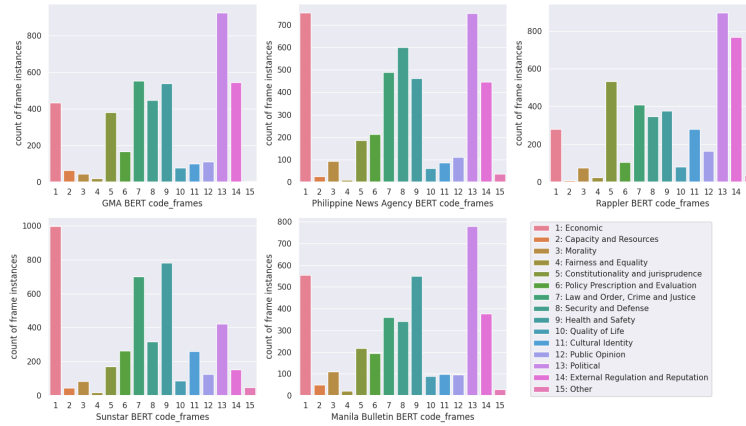 count of frame instances
800
600
400
200
0
1 2 3 4 5 6 7 8 9 10 11 12 13 14 15
GMA BERT code_frames
count of frame instances
700
600
500
400
300
200
100
0
1 2 3 4 5 6 7 8 9 10 11 12 13 14 15
Philippine News Agency BERT code_frames
count of frame instances
800
600
400
200
0
1 2 3 4 5 6 7 8 9 10 11 12 13 14
Rappler BERT code_frames
count of frame instances
1000
800
600
400
200
0
1 2 3 4 5 6 7 8 9 10 11 12 13 14 15
Sunstar BERT code_frames
count of frame instances
800
700
600
500
400
300
200
100
0
1 2 3 4 5 6 7 8 9 10 11 12 13 14 15
Manila Bulletin BERT code_frames
1: Economic
2: Capacity and Resources
3: Morality
4: Fairness and Equality
5: Constitutionality and jurisprudence
6: Policy Prescription and Evaluation
7: Law and Order, Crime and Justice
8: Security and Defense
9: Health and Safety
10: Quality of Life
11: Cultural Identity
12: Public Opinion
13: Political
14: External Regulation and Reputation
15: Other